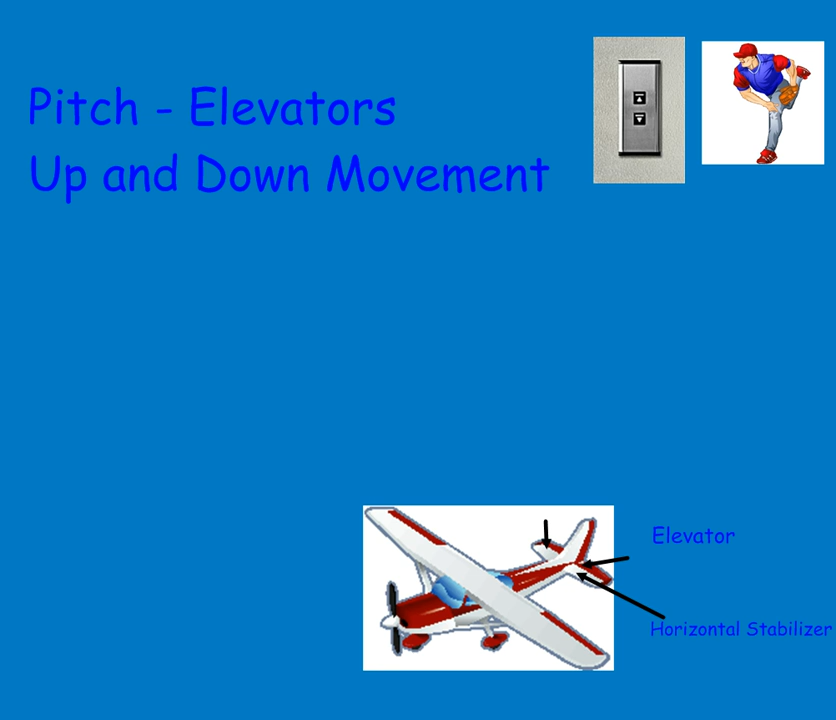 Pitch - Elevators
Up and Down Movement
Elevator
Horizontal Stabilizer